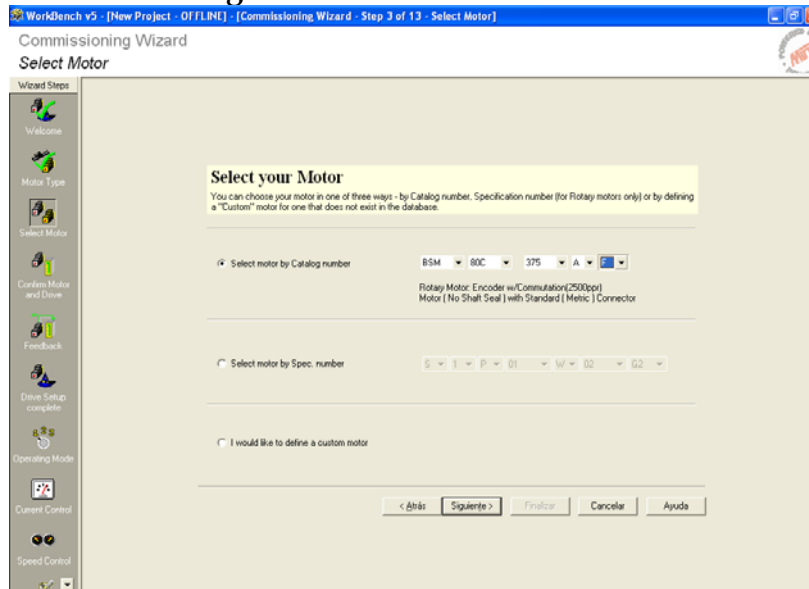 WorkBench v5 - [New Project - OFFLINE] - [Commissioning Wizard - Step 3 of 13 - Select Motor]
Commissioning Wizard
Select Motor
Wizard Steps
Welcome
Motor Type
Select Motor
Confirm Motor
and Drive
Feedback
Drive Setup
complete
Operating Mode
Current Control
Speed Control
Select your Motor
You can choose your motor in one of three ways - by Catalog number, Specification number (for Rotary motors only) or by defining
a "Custom" motor for one that does not exist in the database.
Select motor by Catalog number BSM 80C 375 A F
Rotary Motor: Encoder w/Commutation(2500ppr)
Motor ( No Shaft Seal ) with Standard ( Metric ) Connector
Select motor by Spec. number S 1 P 01 W 02 G2
I would like to define a custom motor
< Atrás Siguiente > Finalizar Cancelar Ayuda